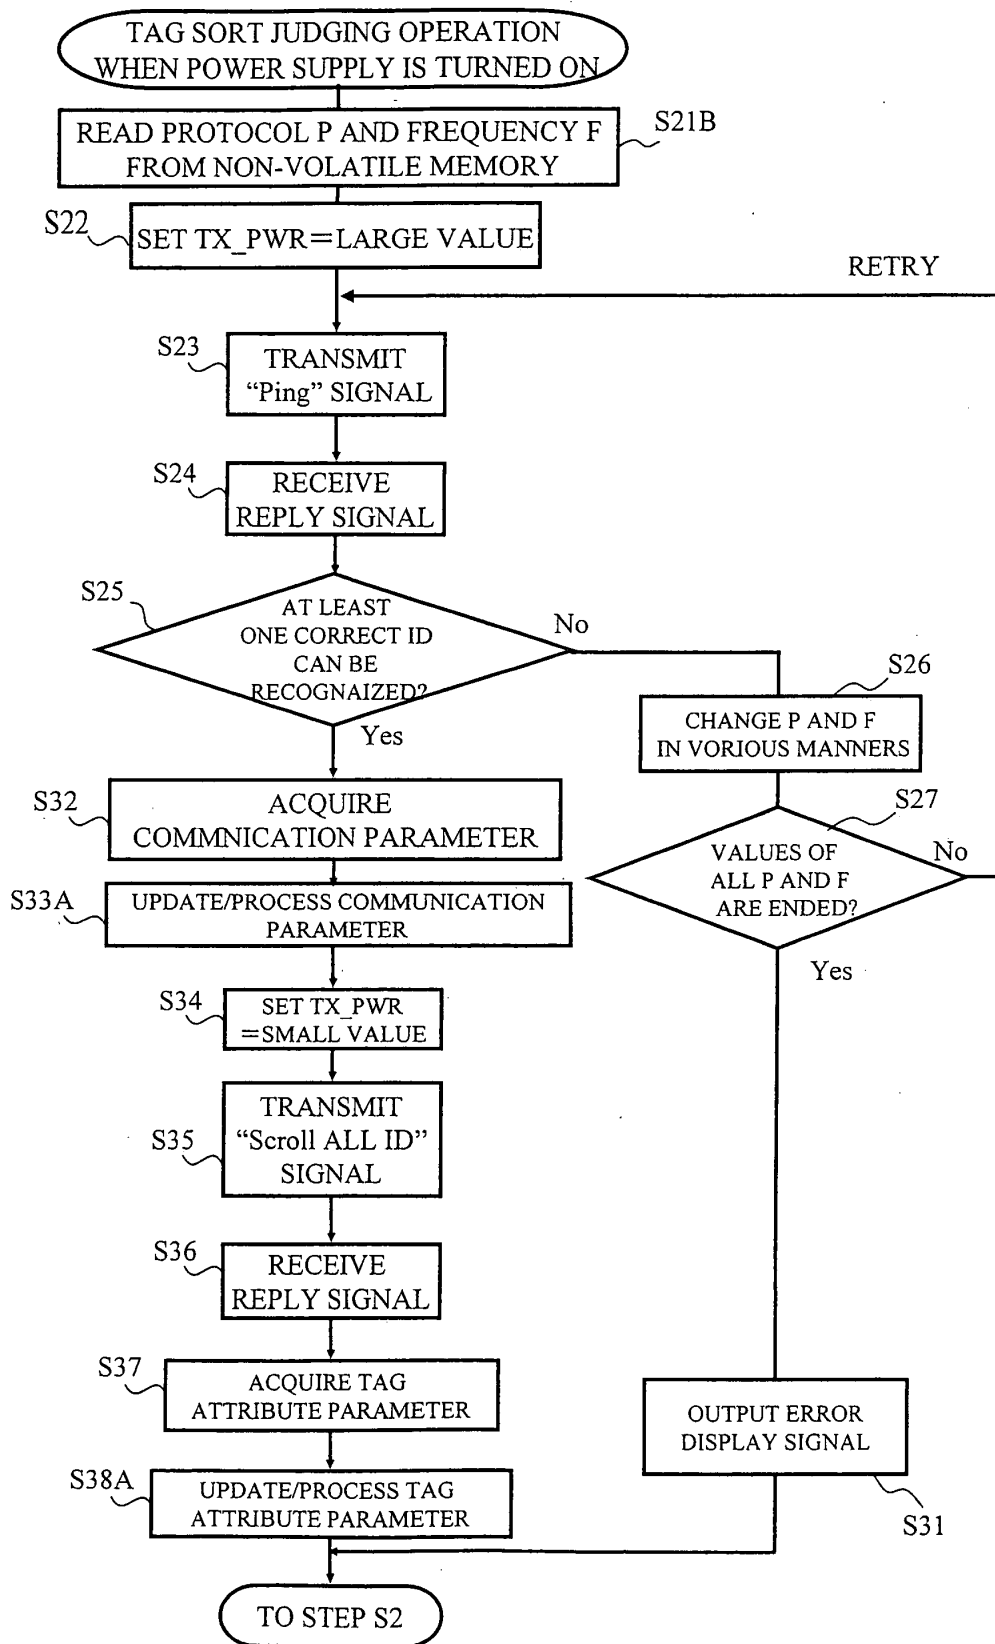 TAG SORT JUDGING OPERATION
WHEN POWER SUPPLY IS TURNED ON
READ PROTOCOL P AND FREQUENCY F
FROM NON-VOLATILE MEMORY
S21B
S22
SET TX_PWR=LARGE VALUE
RETRY
S23
TRANSMIT
“Ping” SIGNAL
S24
RECEIVE
REPLY SIGNAL
S25
AT LEAST
ONE CORRECT ID
CAN BE
RECOGNAIZED?
No
Yes
S26
CHANGE P AND F
IN VORIOUS MANNERS
S27
VALUES OF
ALL P AND F
ARE ENDED?
No
Yes
S32
ACQUIRE
COMMNICATION PARAMETER
S33A
UPDATE/PROCESS COMMUNICATION
PARAMETER
S34
SET TX_PWR
=SMALL VALUE
S35
TRANSMIT
“Scroll ALL ID”
SIGNAL
S36
RECEIVE
REPLY SIGNAL
S37
ACQUIRE TAG
ATTRIBUTE PARAMETER
OUTPUT ERROR
DISPLAY SIGNAL
S31
S38A
UPDATE/PROCESS TAG
ATTRIBUTE PARAMETER
TO STEP S2